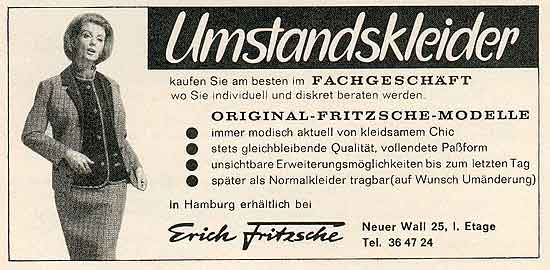 Umstandskleider
kaufen Sie am besten im FACHGESCHÄFT
wo Sie individuell und diskret beraten werden.
ORIGINAL-FRITZSCHE-MODELLE
● immer modisch aktuell von kleidsamem Chic
● stets gleichbleibende Qualität, vollendete Paßform
● unsichtbare Erweiterungsmöglichkeiten bis zum letzten Tag
● später als Normalkleider tragbar(auf Wunsch Umänderung)
In Hamburg erhältlich bei
Erich Fritzsche Neuer Wall 25, I. Etage
Tel. 36 47 24